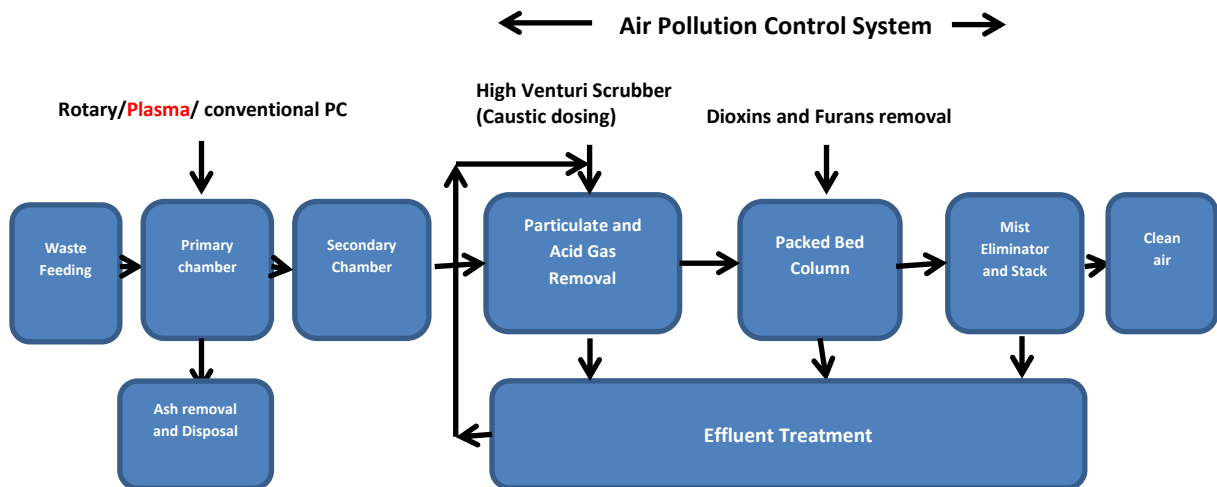 Air Pollution Control System
High Venturi Scrubber
(Caustic dosing)
Rotary/Plasma/ conventional PC
Dioxins and Furans removal
Waste
Feeding
Primary
chamber
Secondary
Chamber
Particulate and
Acid Gas
Removal
Packed Bed
Column
Mist
Eliminator
and Stack
Clean
air
Ash removal
and Disposal
Effluent Treatment